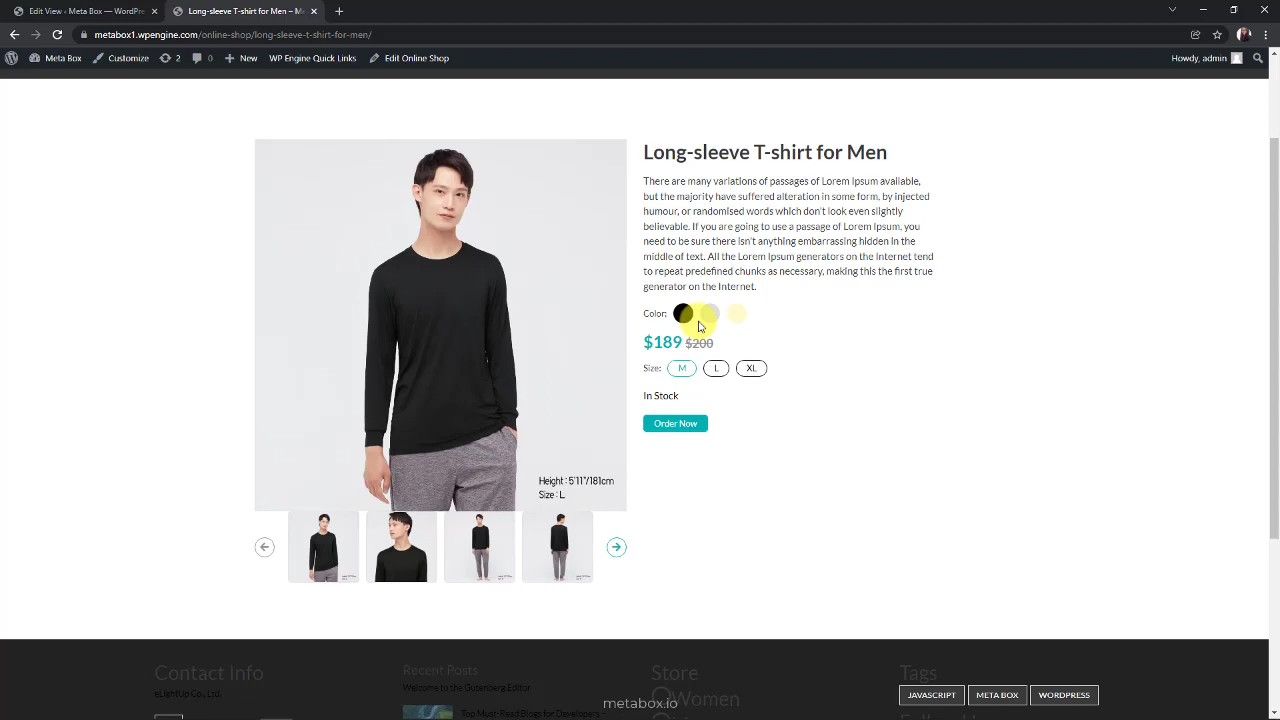 Edit View ‹ Meta Box — WordPre
Long-sleeve T-shirt for Men – Me
metabox1.wpengine.com/online-shop/long-sleeve-t-shirt-for-men/
Meta Box
Customize
2
0
New
WP Engine Quick Links
Edit Online Shop
Howdy, admin
Long-sleeve T-shirt for Men
There are many variations of passages of Lorem Ipsum available,
but the majority have suffered alteration in some form, by injected
humour, or randomised words which don't look even slightly
believable. If you are going to use a passage of Lorem Ipsum, you
need to be sure there isn't anything embarrassing hidden in the
middle of text. All the Lorem Ipsum generators on the Internet tend
to repeat predefined chunks as necessary, making this the first true
generator on the Internet.
Color:
$189 $200
Size: M L XL
In Stock
Order Now
Height : 5'11"/181cm
Size : L
Contact Info
eLightUp Co., Ltd.
Recent Posts
Welcome to the Gutenberg Editor
Top Must-Read Blogs for Developers –
Store
Women
Tags
JAVASCRIPT META BOX WORDPRESS
metabox.io